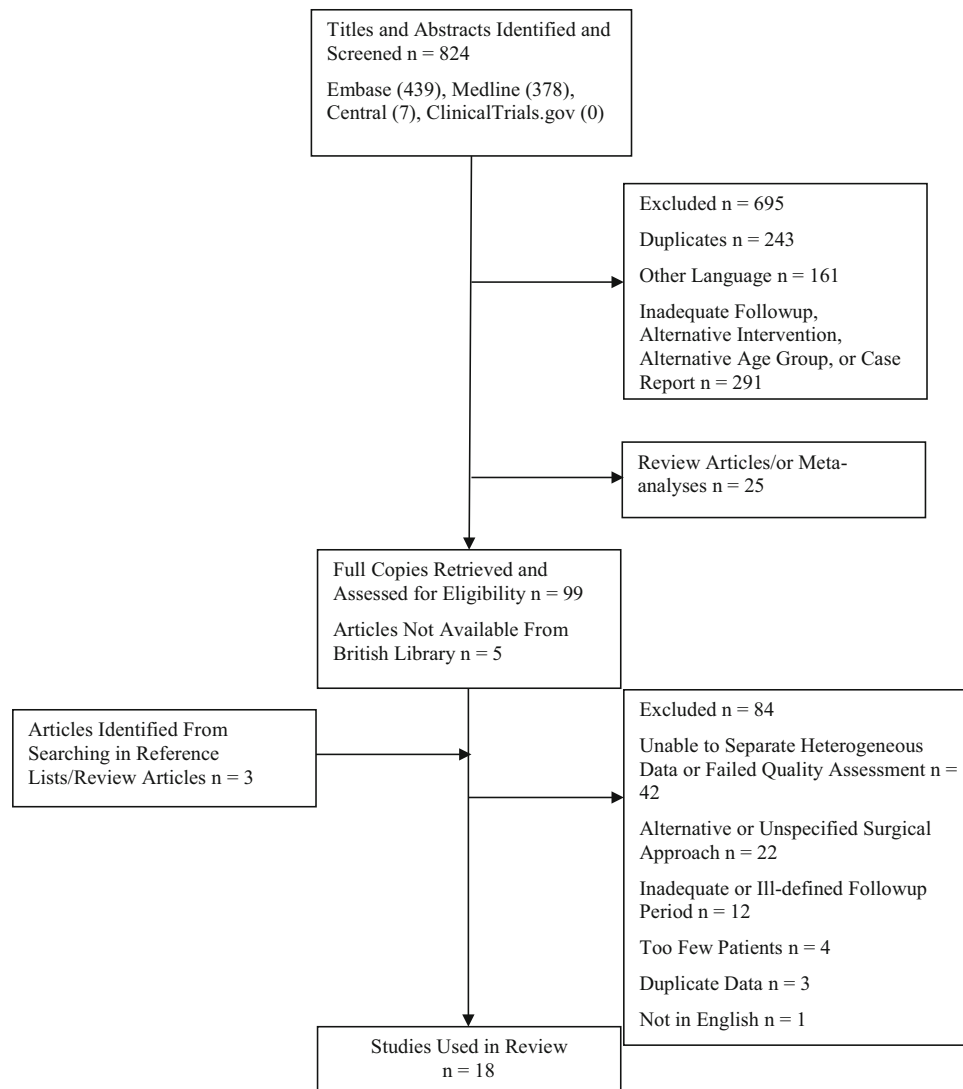 Titles and Abstracts Identified and
Screened n = 824
Embase (439), Medline (378),
Central (7), ClinicalTrials.gov (0)
Excluded n = 695
Duplicates n = 243
Other Language n = 161
Inadequate Followup,
Alternative Intervention,
Alternative Age Group, or Case
Report n = 291
Review Articles/or Meta-
analyses n = 25
Full Copies Retrieved and
Assessed for Eligibility n = 99
Articles Not Available From
British Library n = 5
Articles Identified From
Searching in Reference
Lists/Review Articles n = 3
Excluded n = 84
Unable to Separate Heterogeneous
Data or Failed Quality Assessment n =
42
Alternative or Unspecified Surgical
Approach n = 22
Inadequate or Ill-defined Followup
Period n = 12
Too Few Patients n = 4
Duplicate Data n = 3
Not in English n = 1
Studies Used in Review
n = 18